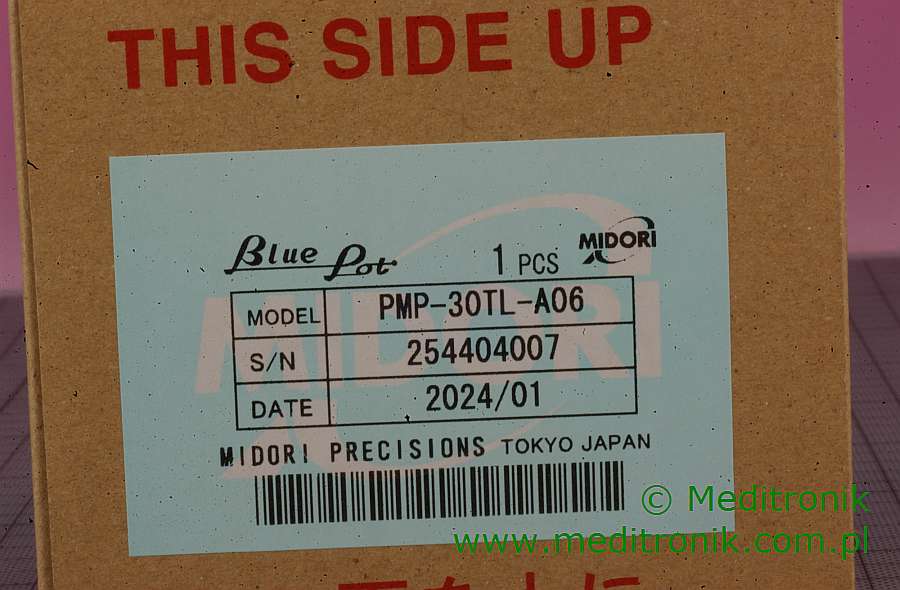 THIS SIDE UP
Blue Pot 1 PCS MIDORI
MIDORI
MODEL PMP-30TL-A06
S/N 254404007
DATE 2024/01
MIDORI PRECISIONS TOKYO JAPAN
© Meditronik
www.meditronik.com.pl